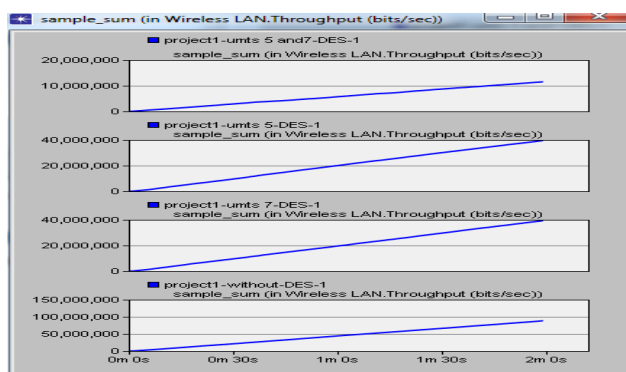 sample_sum (in Wireless LAN.Throughput (bits/sec))
project1-umts 5 and7-DES-1
sample_sum (in Wireless LAN.Throughput (bits/sec))
20,000,000
10,000,000
0
project1-umts 5-DES-1
sample_sum (in Wireless LAN.Throughput (bits/sec))
40,000,000
20,000,000
0
project1-umts 7-DES-1
sample_sum (in Wireless LAN.Throughput (bits/sec))
40,000,000
20,000,000
0
project1-without-DES-1
sample_sum (in Wireless LAN.Throughput (bits/sec))
150,000,000
100,000,000
50,000,000
0
0m 0s 0m 30s 1m 0s 1m 30s 2m 0s